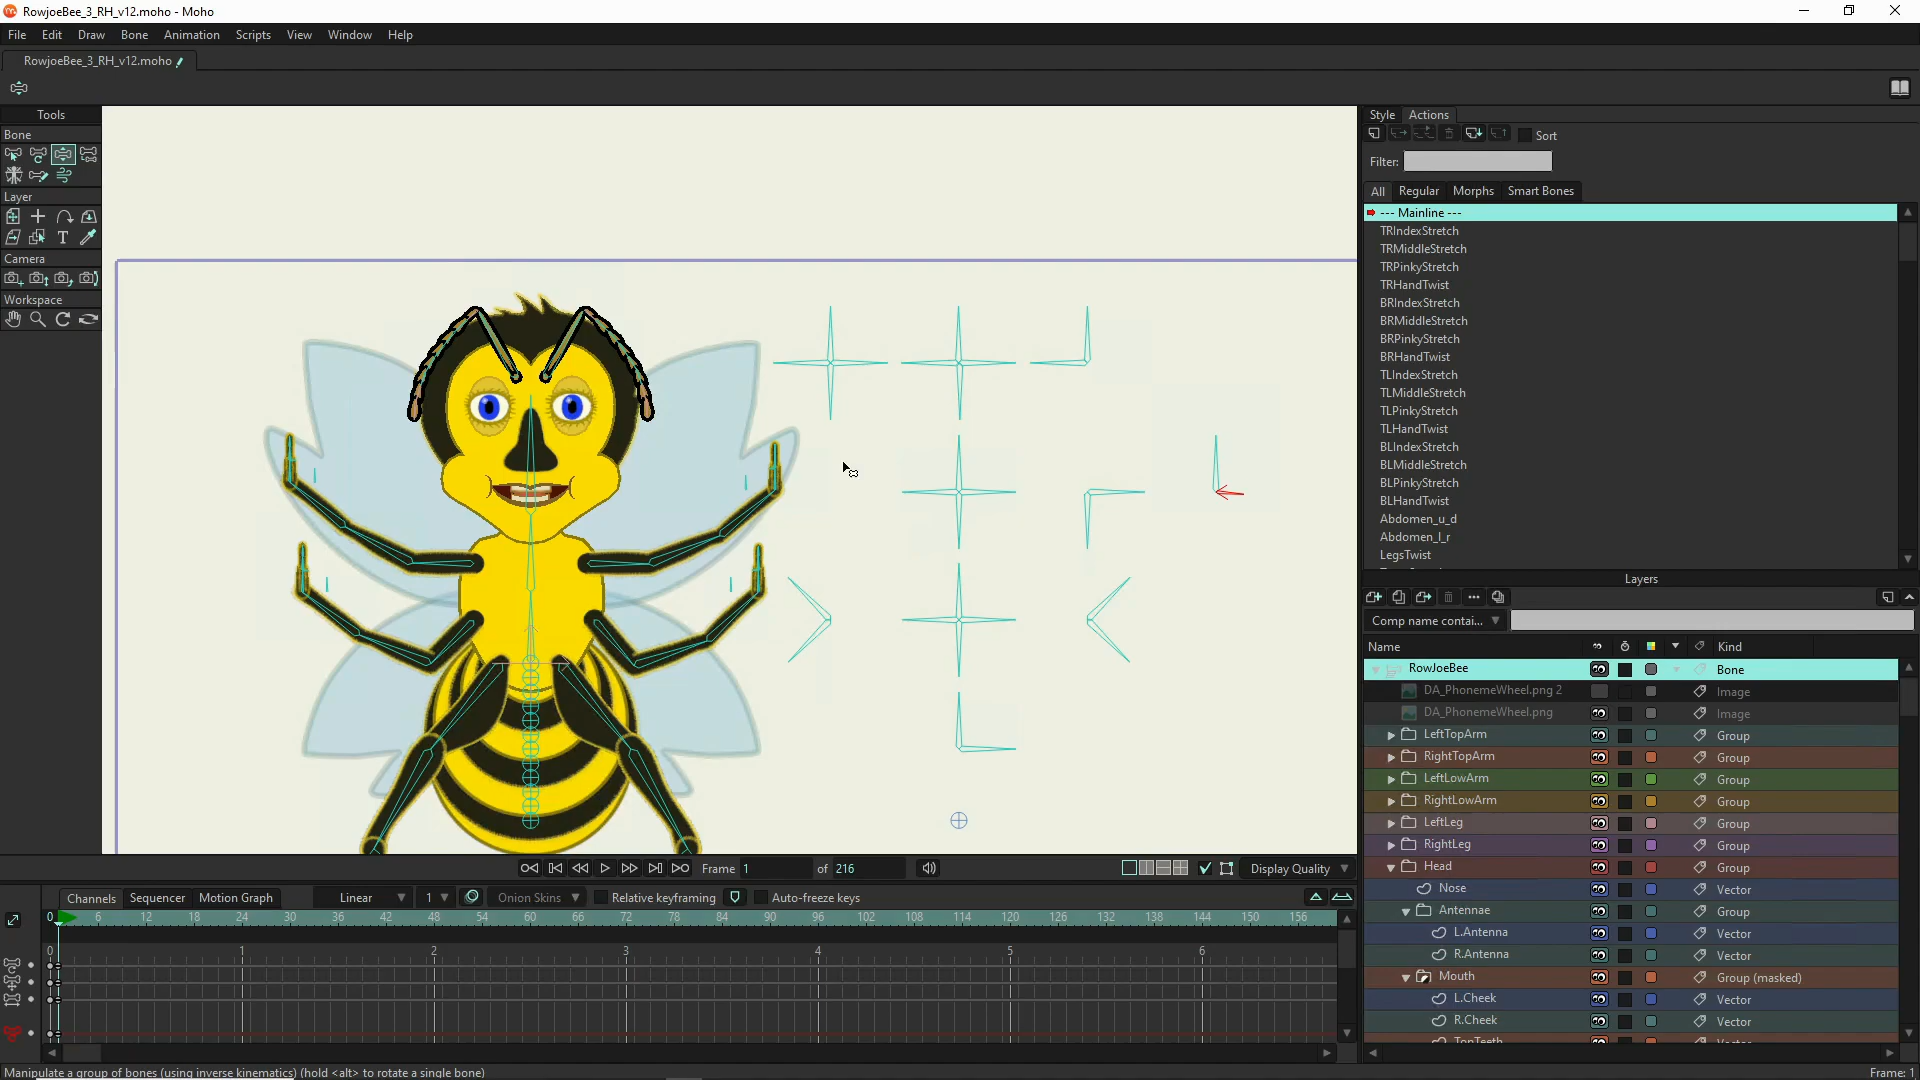 RowjoeBee_3_RH_v12.moho - Moho
File Edit Draw Bone Animation Scripts View Window Help
RowjoeBee_3_RH_v12.moho
Tools
Bone
Layer
T
Camera
Workspace
Style Actions
Sort
Filter:
All Regular Morphs Smart Bones
--- Mainline ---
TRIndexStretch
TRMiddleStretch
TRPinkyStretch
TRHandTwist
BRIndexStretch
BRMiddleStretch
BRPinkyStretch
BRHandTwist
TLIndexStretch
TLMiddleStretch
TLPinkyStretch
TLHandTwist
BLIndexStretch
BLMiddleStretch
BLPinkyStretch
BLHandTwist
Abdomen_u_d
Abdomen_l_r
LegsTwist
Layers
Comp name contai...
Name Kind
RowJoeBee Bone
DA_PhonemeWheel.png 2 Image
DA_PhonemeWheel.png Image
LeftTopArm Group
RightTopArm Group
LeftLowArm Group
RightLowArm Group
LeftLeg Group
RightLeg Group
Head Group
Nose Vector
Antennae Group
L.Antenna Vector
R.Antenna Vector
Mouth Group (masked)
L.Cheek Vector
R.Cheek Vector
Frame 1 of 216 Display Quality
Channels Sequencer Motion Graph Linear 1 Onion Skins Relative keyframing Auto-freeze keys
0 6 12 18 24 30 36 42 48 54 60 66 72 78 84 90 96 102 108 114 120 126 132 138 144 150 156
0 1 2 3 4 5 6
Manipulate a group of bones (using inverse kinematics) (hold <alt> to rotate a single bone) Frame: 1